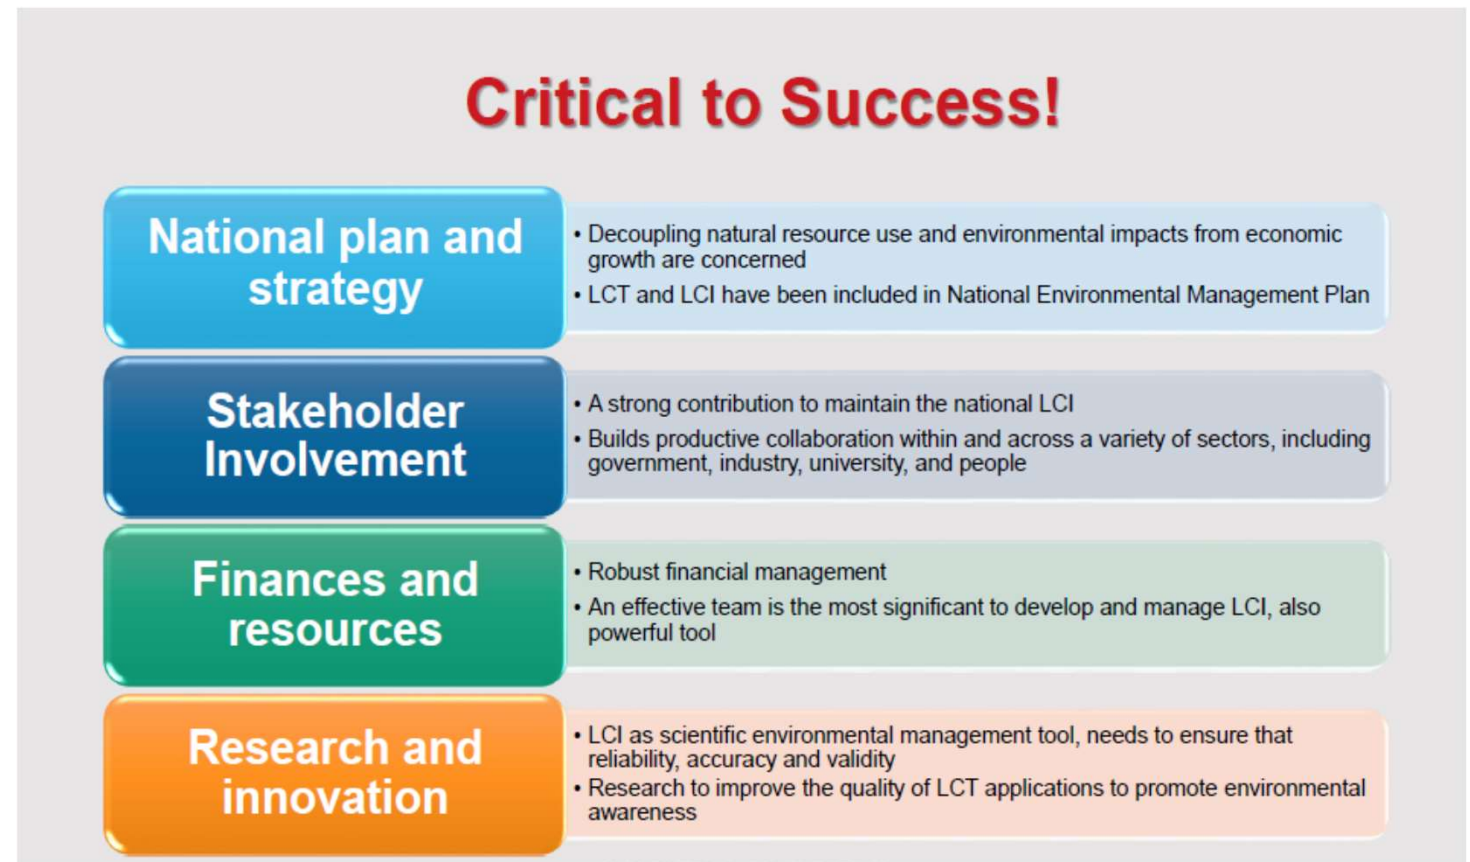 Critical to Success!
National plan and
strategy
• Decoupling natural resource use and environmental impacts from economic
growth are concerned
• LCT and LCI have been included in National Environmental Management Plan
Stakeholder
Involvement
• A strong contribution to maintain the national LCI
• Builds productive collaboration within and across a variety of sectors, including
government, industry, university, and people
Finances and
resources
• Robust financial management
• An effective team is the most significant to develop and manage LCI, also
powerful tool
Research and
innovation
• LCI as scientific environmental management tool, needs to ensure that
reliability, accuracy and validity
• Research to improve the quality of LCT applications to promote environmental
awareness